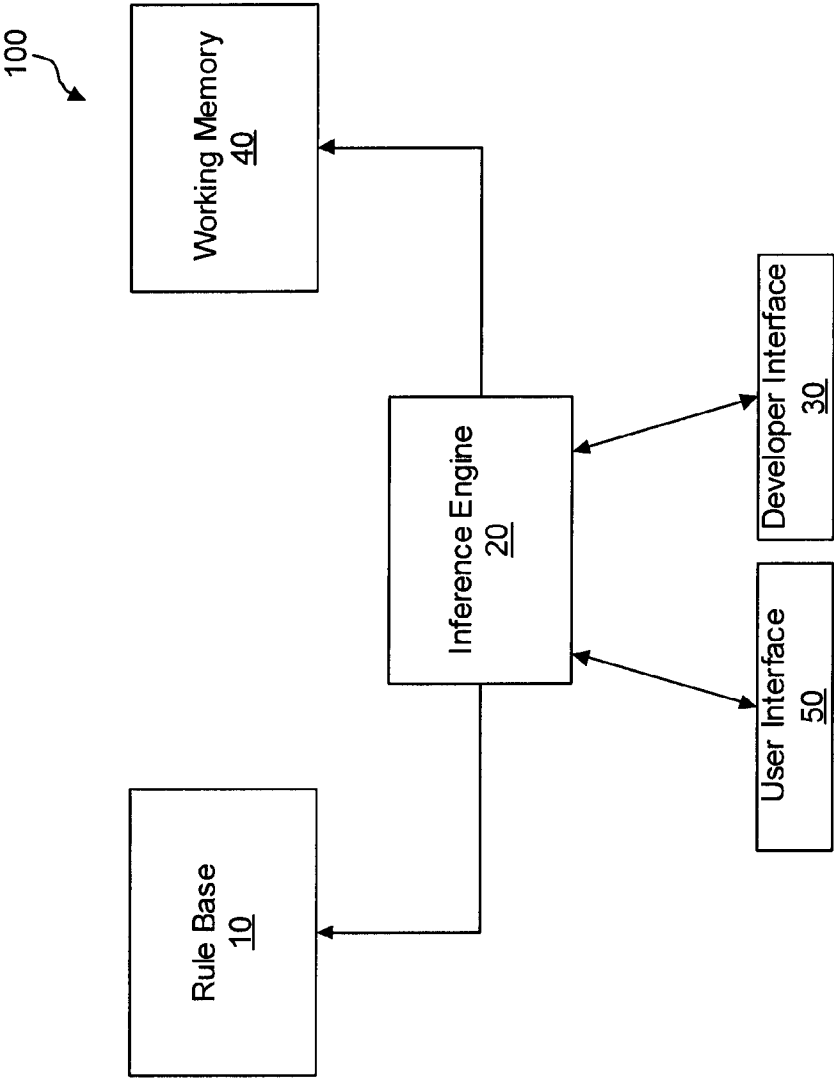 100
Rule Base
10
Working Memory
40
Inference Engine
20
User Interface
50
Developer Interface
30